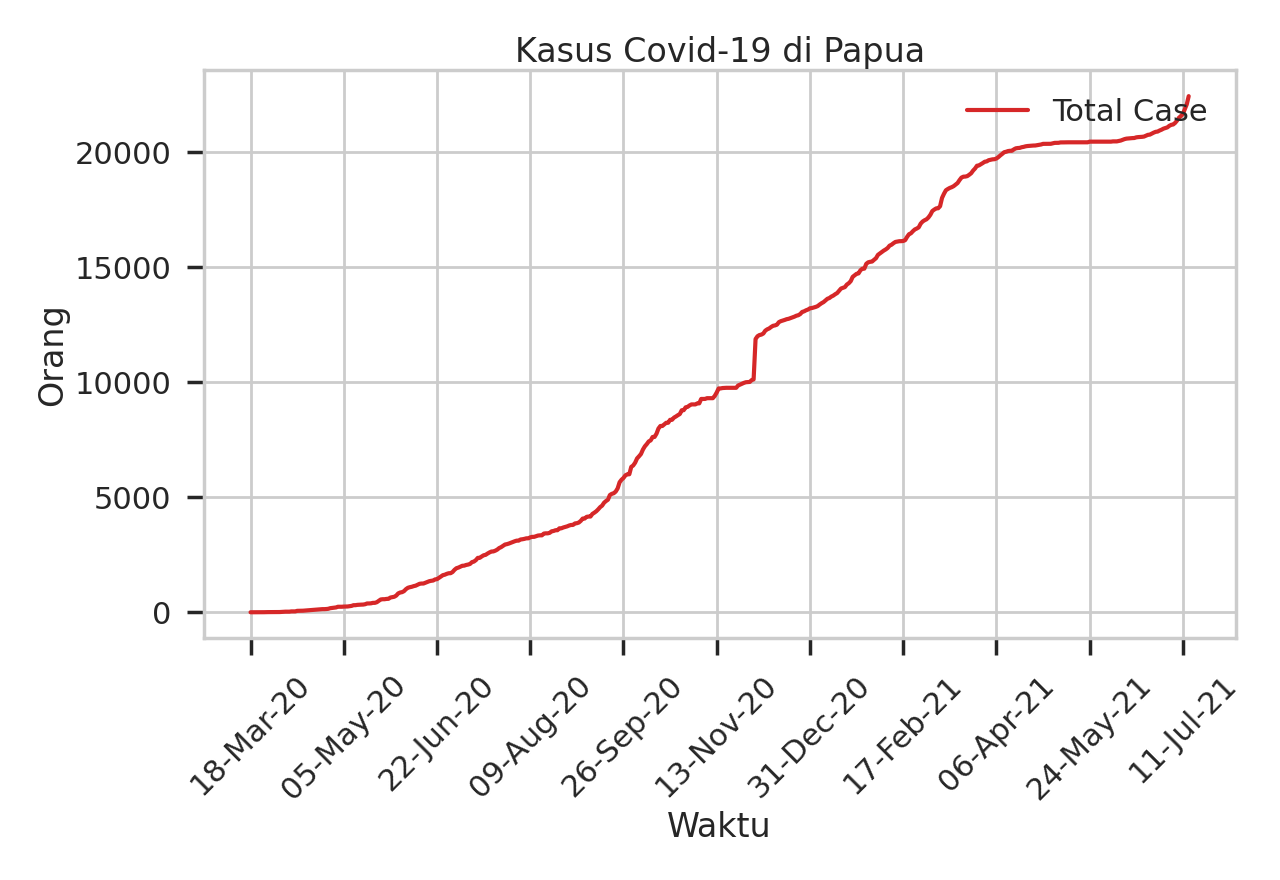 Kasus Covid-19 di Papua
Total Case
Orang
20000
15000
10000
5000
0
18-Mar-20
05-May-20
22-Jun-20
09-Aug-20
26-Sep-20
13-Nov-20
31-Dec-20
17-Feb-21
06-Apr-21
24-May-21
11-Jul-21
Waktu